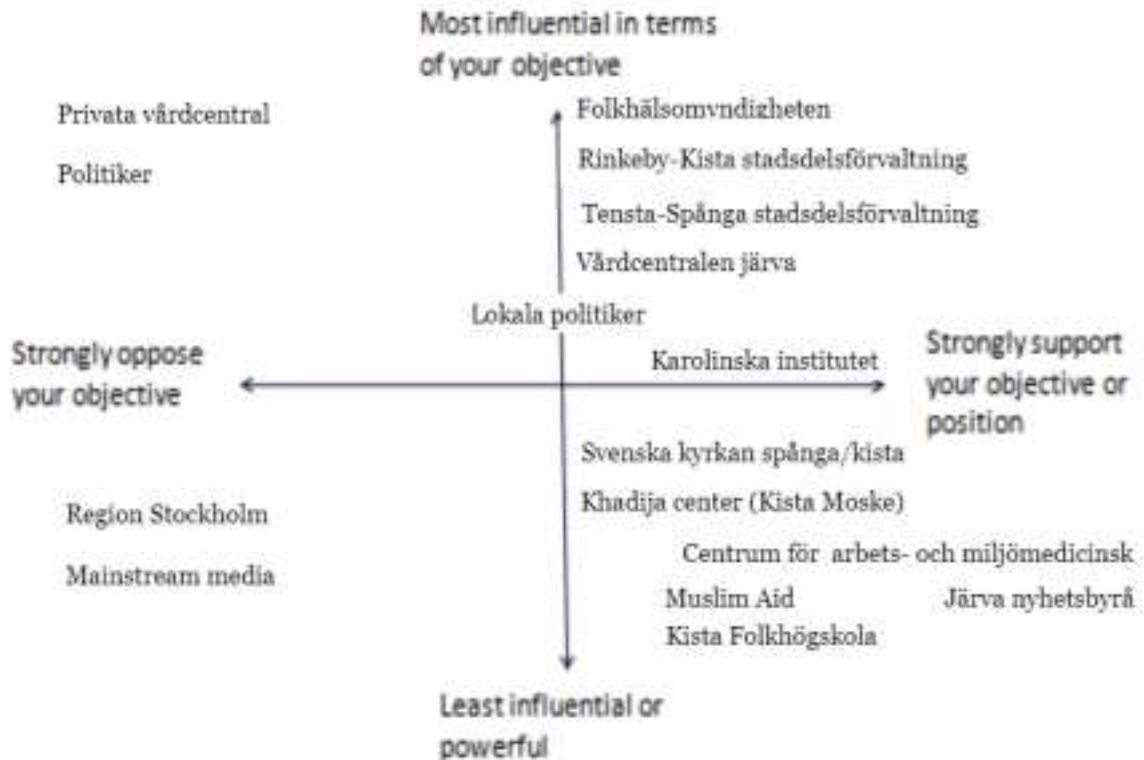 Most influential in terms
of your objective
Privata vårdcentral
Folkhälsomvndigheten
Politiker
Rinkeby-Kista stadsdelsförvaltning
Tensta-Spånga stadsdelsförvaltning
Vårdcentralen järva
Lokala politiker
Strongly oppose
your objective
Karolinska institutet
Strongly support
your objective or
position
Svenska kyrkan spånga/kista
Khadija center (Kista Moske)
Region Stockholm
Mainstream media
Centrum för arbets- och miljömedicinsk
Muslim Aid
Järva nyhetsbyrå
Kista Folkhögskola
Least influential or
powerful